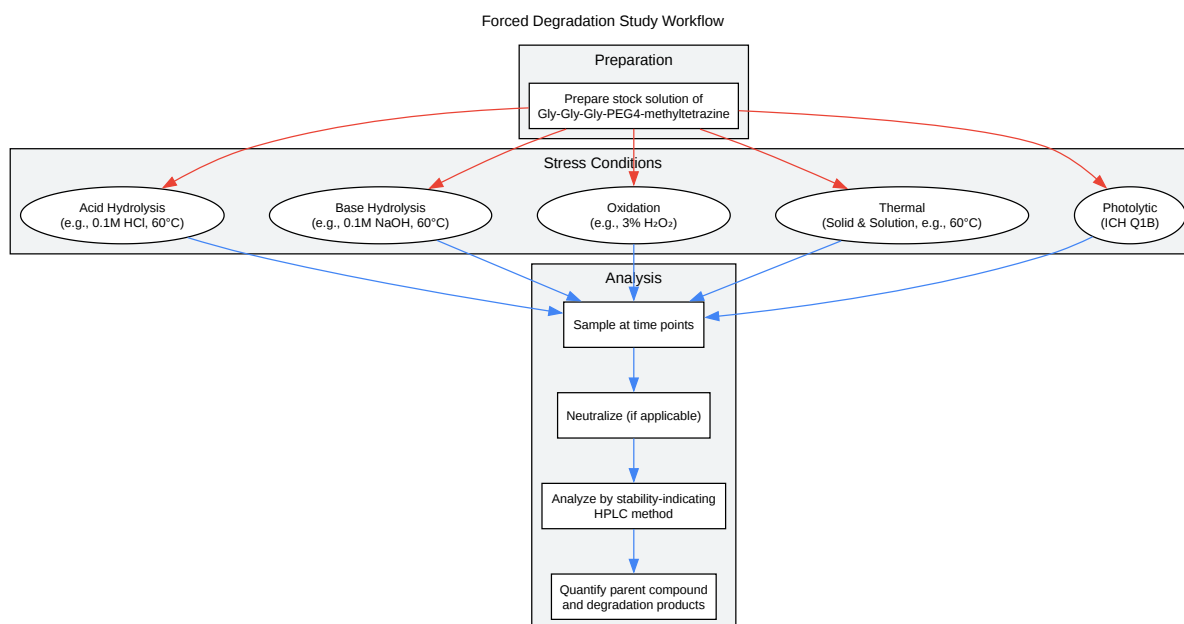 Forced Degradation Study Workflow
Preparation
Prepare stock solution of
Gly-Gly-Gly-PEG4-methyltetrazine
Stress Conditions
Acid Hydrolysis
(e.g., 0.1M HCl, 60°C)
Base Hydrolysis
(e.g., 0.1M NaOH, 60°C)
Oxidation
(e.g., 3% H₂O₂)
Thermal
(Solid & Solution, e.g., 60°C)
Photolytic
(ICH Q1B)
Analysis
Sample at time points
Neutralize (if applicable)
Analyze by stability-indicating
HPLC method
Quantify parent compound
and degradation products